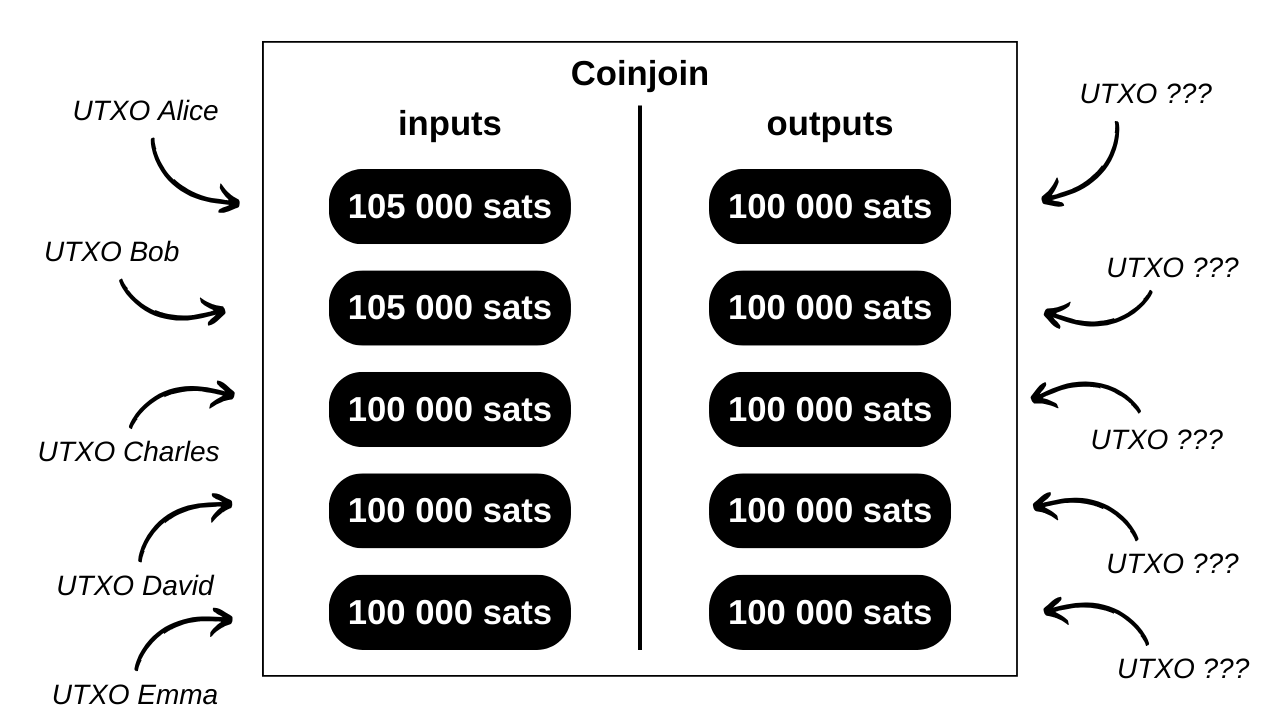 Coinjoin
inputs
outputs
UTXO Alice
105 000 sats
100 000 sats
UTXO ???
UTXO Bob
105 000 sats
100 000 sats
UTXO ???
UTXO Charles
100 000 sats
100 000 sats
UTXO ???
UTXO David
100 000 sats
100 000 sats
UTXO ???
UTXO Emma
100 000 sats
100 000 sats
UTXO ???